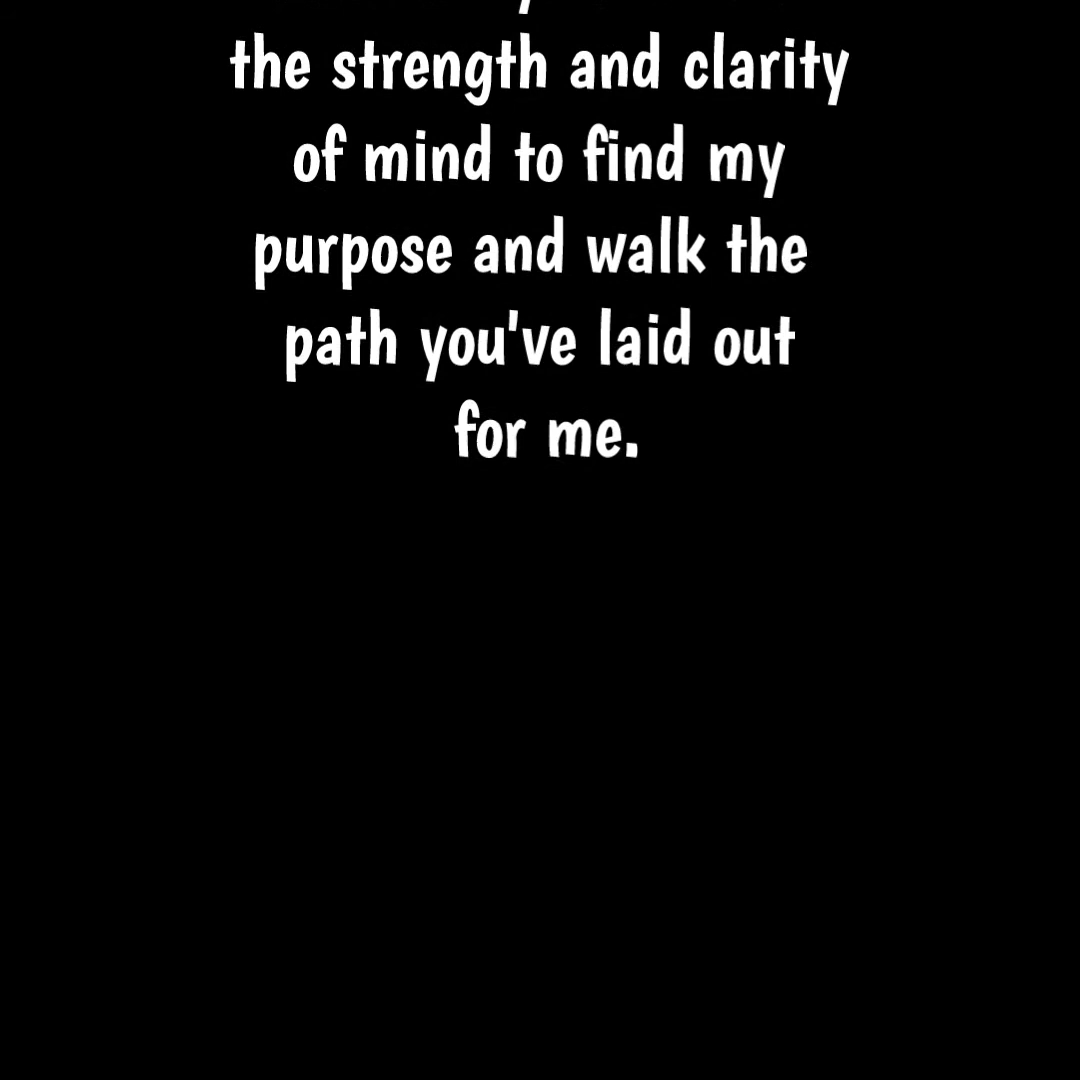 the strength and clarity
of mind to find my
purpose and walk the
path you've laid out
for me.